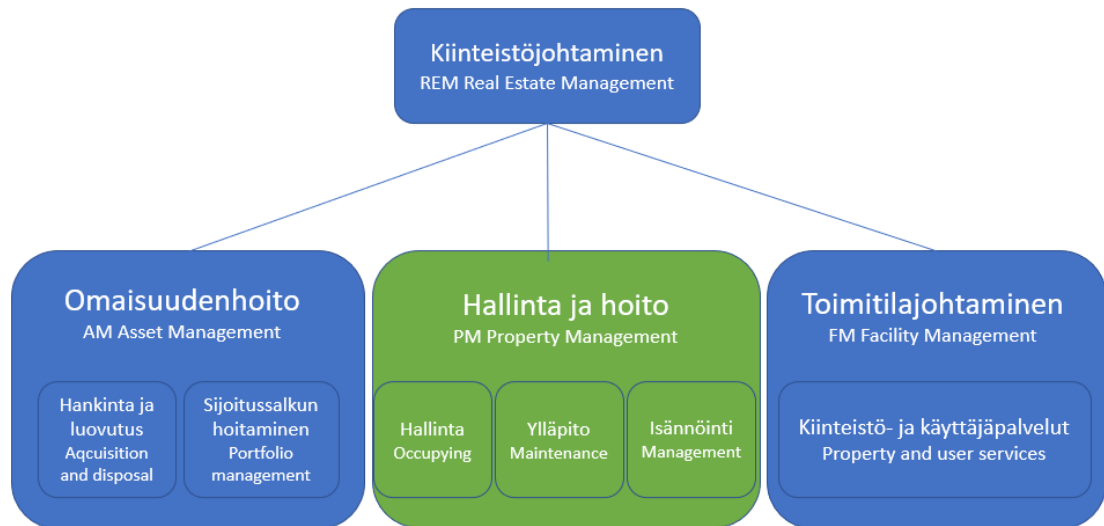 Kiinteistöjohtaminen
REM Real Estate Management
Omaisuudenhoito
AM Asset Management
Hankinta ja
luovutus
Aqcuisition
and disposal
Sijoitussalkun
hoitaminen
Portfolio
management
Hallinta ja hoito
PM Property Management
Hallinta
Occupying
Ylläpito
Maintenance
Isännöinti
Management
Toimitilajohtaminen
FM Facility Management
Kiinteistö- ja käyttäjäpalvelut
Property and user services